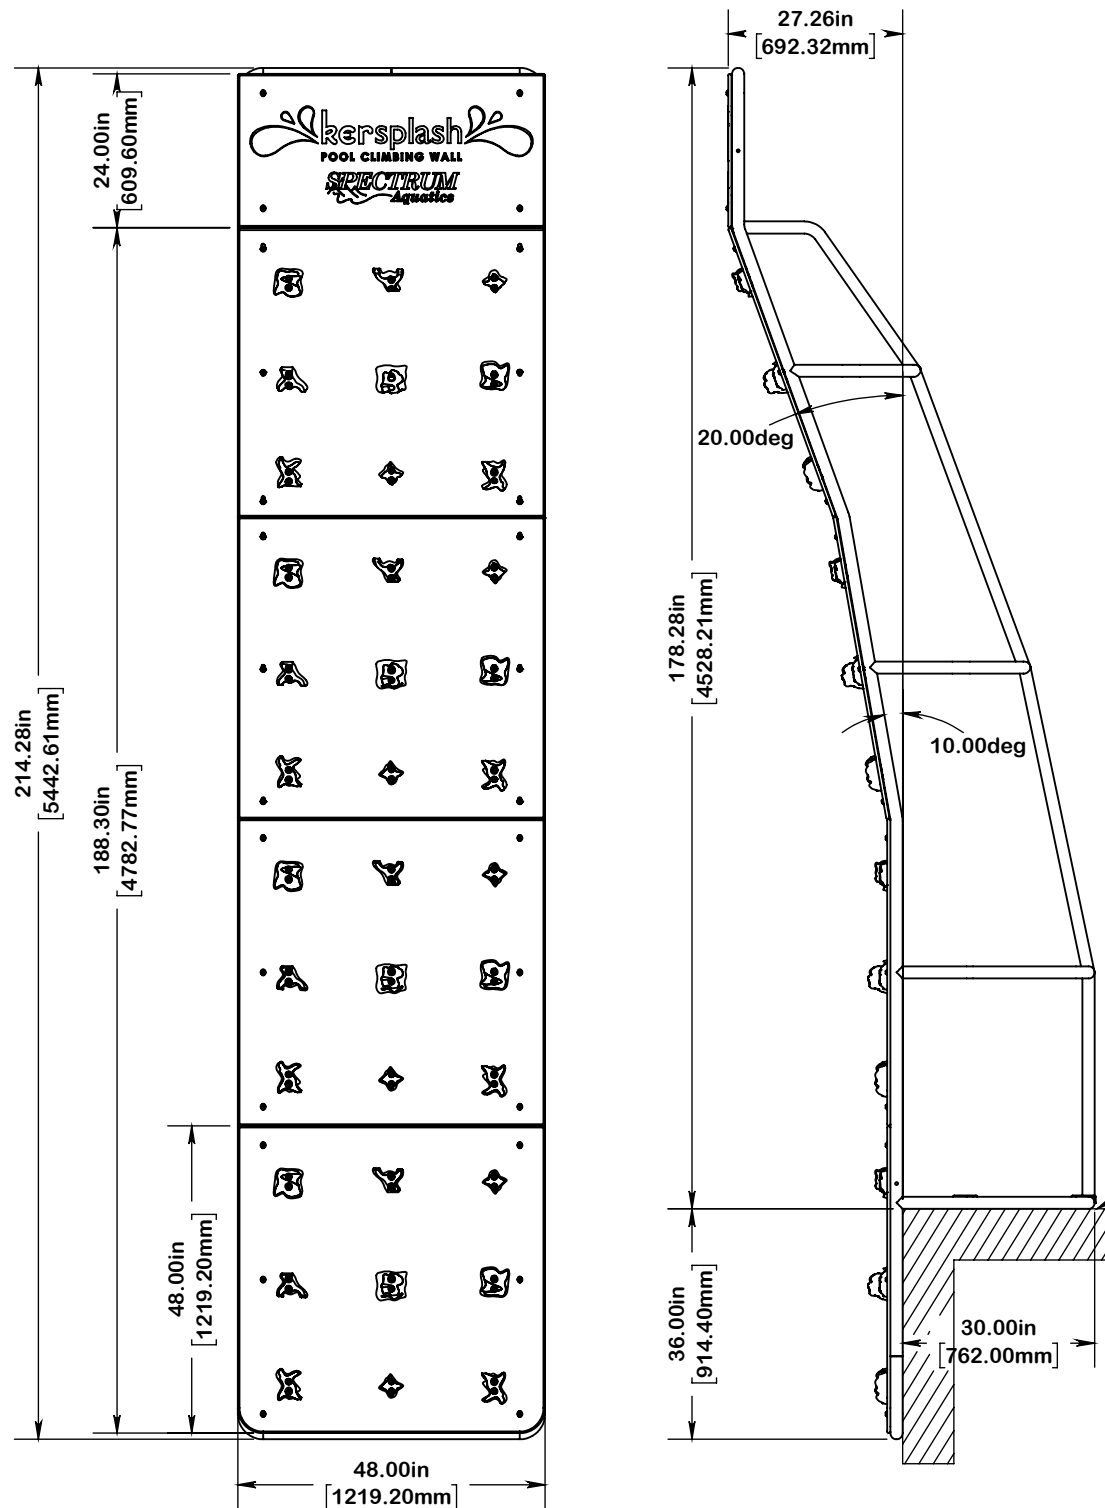 27.26in
[692.32mm]
24.00in
[609.60mm]
kersplash
POOL CLIMBING WALL
SPECTRUM
Aquatics
20.00deg
178.28in
[4528.21mm]
10.00deg
214.28in
[5442.61mm]
188.30in
[4782.77mm]
48.00in
[1219.20mm]
36.00in
[914.40mm]
30.00in
[762.00mm]
48.00in
[1219.20mm]